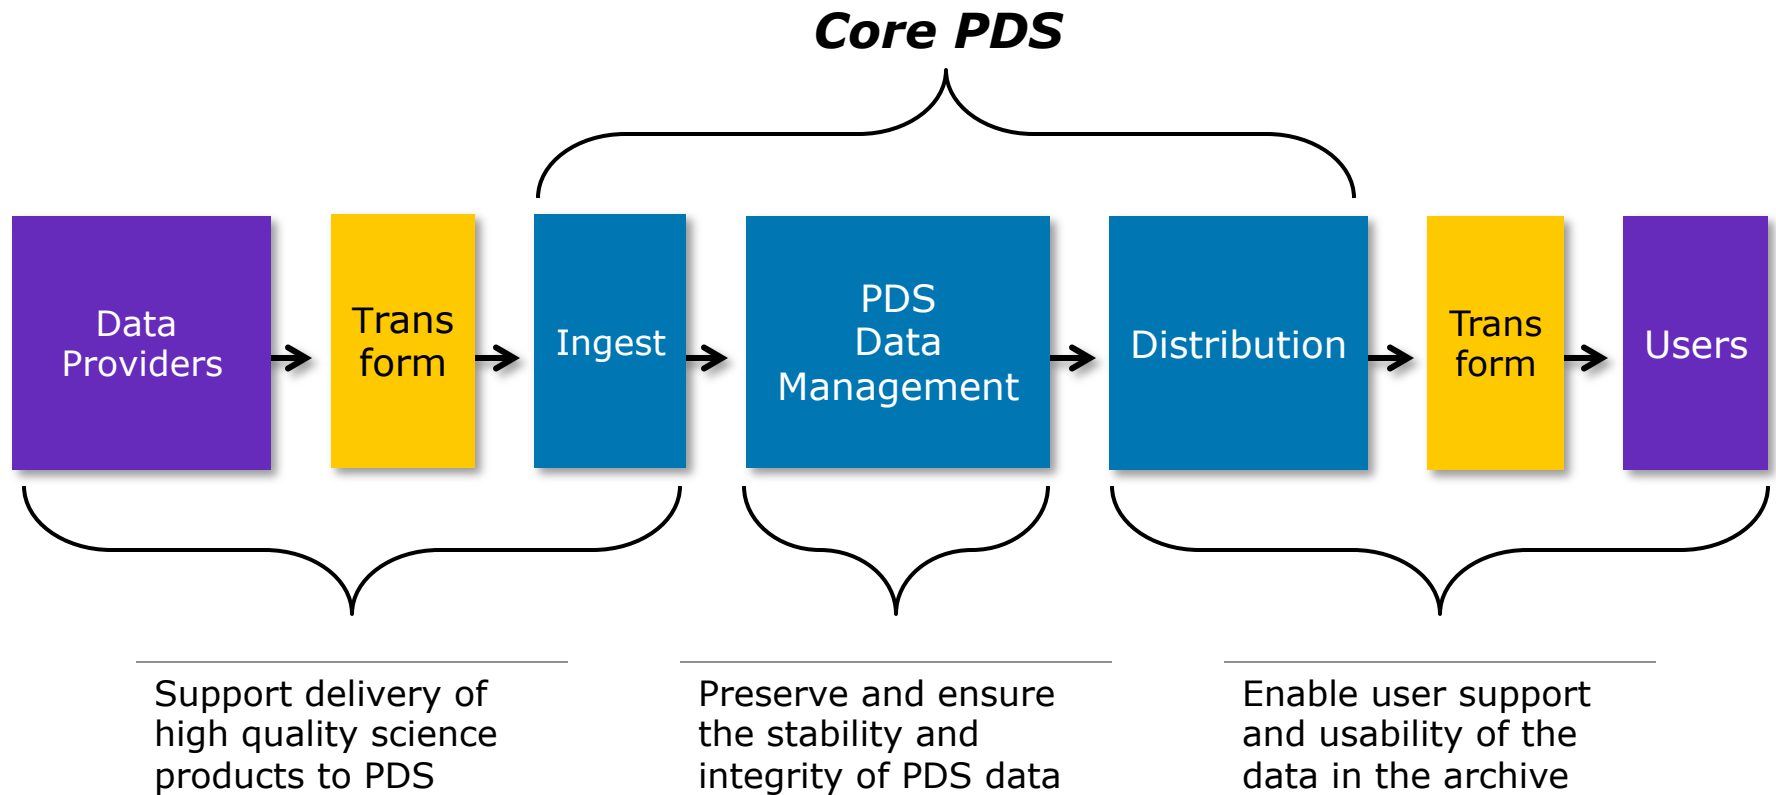 Core PDS
Data
Providers
Trans
form
Ingest
PDS
Data
Management
Distribution
Trans
form
Users
Support delivery of
high quality science
products to PDS
Preserve and ensure
the stability and
integrity of PDS data
Enable user support
and usability of the
data in the archive